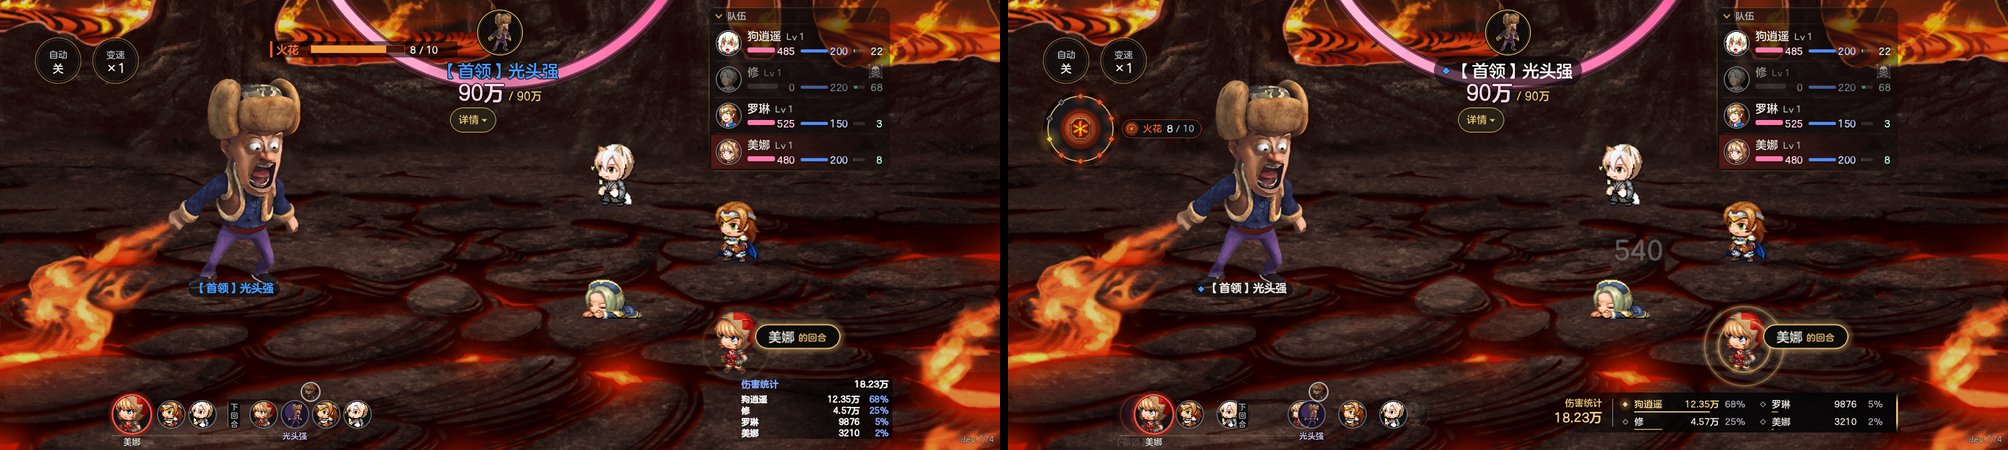 自动
关
变速
×1
火花 8 / 10
【首领】光头强
90万 / 90万
详情
队伍
狗逍遥 Lv 1
485 200 22
修 Lv 1
0 220 68
罗琳 Lv 1
525 150 3
美娜 Lv 1
480 200 8
【首领】光头强
美娜 的回合
伤害统计 18.23万
狗逍遥 12.35万 68%
修 4.57万 25%
罗琳 9876 5%
美娜 3210 2%
下回合
美娜
光头强
dev.774
自动
关
变速
×1
火花 8 / 10
【首领】光头强
90万 / 90万
详情
队伍
狗逍遥 Lv 1
485 200 22
修 Lv 1
0 220 68
罗琳 Lv 1
525 150 3
美娜 Lv 1
480 200 8
540
【首领】光头强
美娜 的回合
伤害统计
18.23万
狗逍遥 12.35万 68%
罗琳 9876 5%
修 4.57万 25%
美娜 3210 2%
下回合
美娜
光头强
dev.774